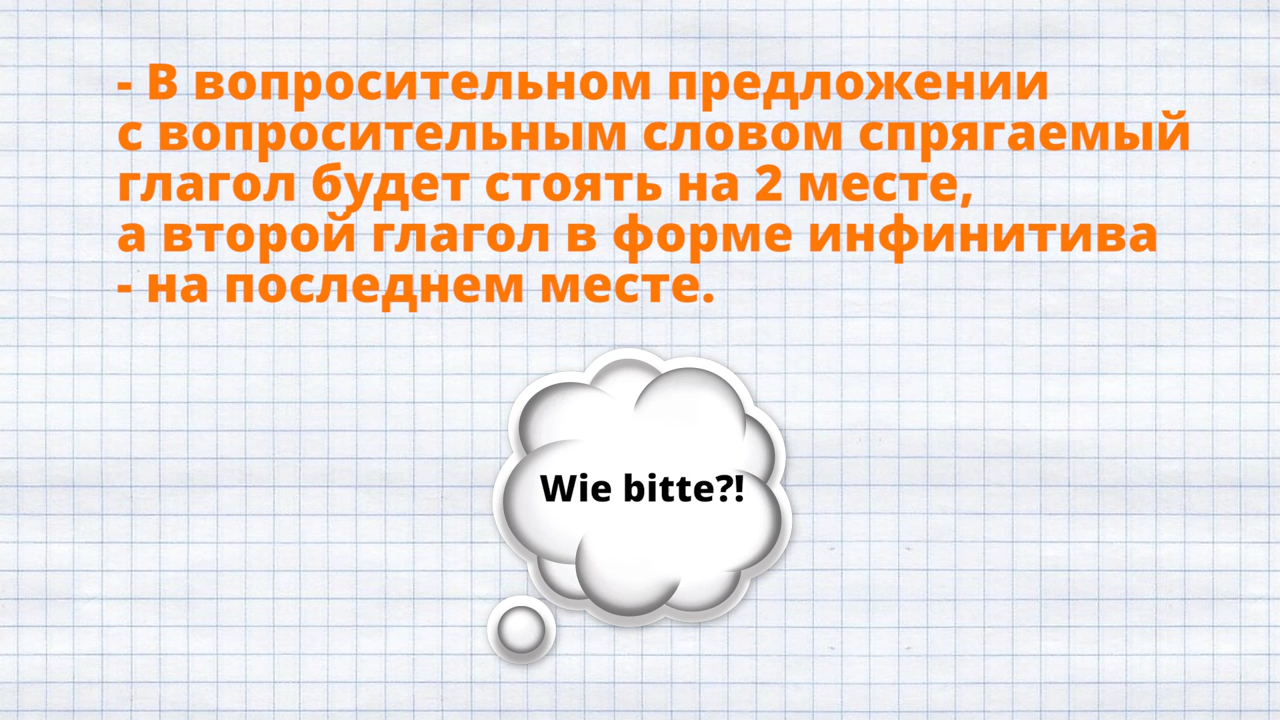 - В вопросительном предложении
с вопросительным словом спрягаемый
глагол будет стоять на 2 месте,
а второй глагол в форме инфинитива
- на последнем месте.
Wie bitte?!